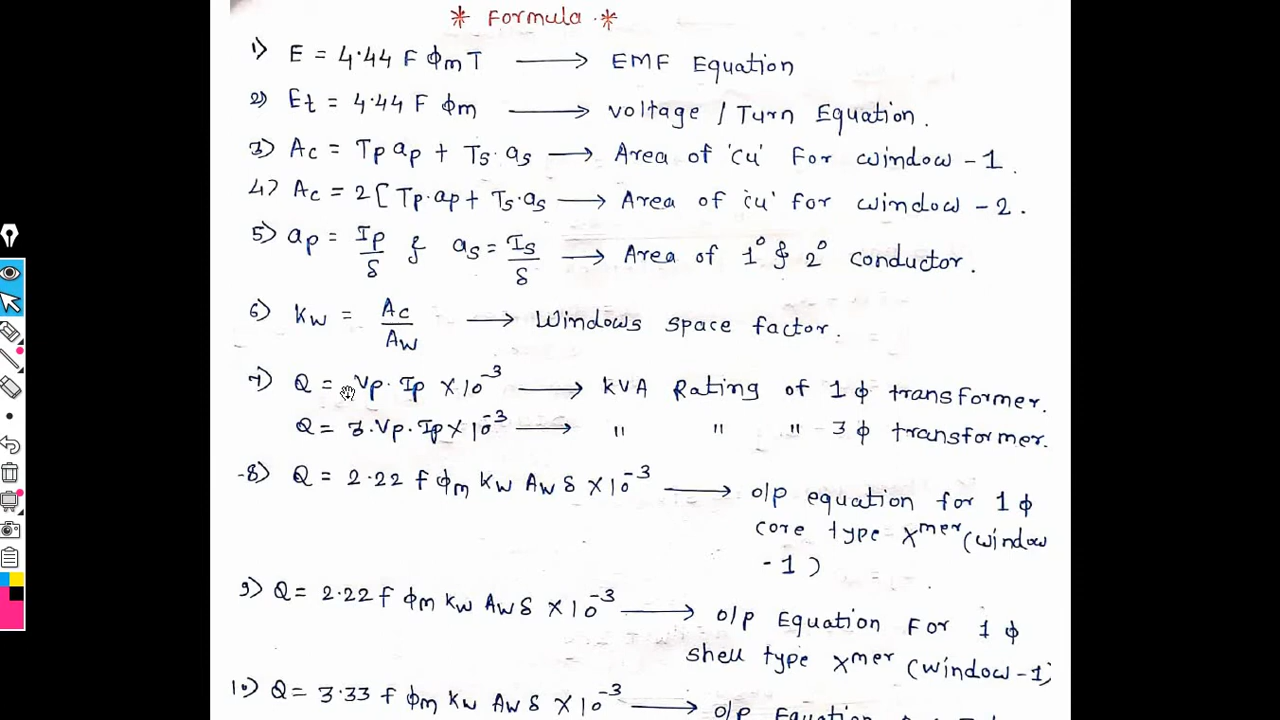 * Formula *
1) E = 4.44 F ϕm T ⟶ EMF Equation
2) Et = 4.44 F ϕm ⟶ voltage / Turn Equation.
3) Ac = Tp ap + Ts. as ⟶ Area of 'cu' For window - 1.
4) Ac = 2 [ Tp. ap + Ts. as ⟶ Area of 'cu' for window - 2.
5) ap = Ip/δ & as = Is/δ ⟶ Area of 1° & 2° conductor.
6) Kw = Ac/Aw ⟶ Windows space factor.
7) Q = Vp. Ip × 10⁻³ ⟶ kVA Rating of 1ϕ transformer.
Q = 3. Vp. Ip × 10⁻³ ⟶ " " " 3ϕ transformer.
8) Q = 2.22 f ϕm Kw Aw δ × 10⁻³ ⟶ o/p equation for 1ϕ
core type Xmer (window
- 1)
9) Q = 2.22 f ϕm Kw Aw δ × 10⁻³ ⟶ o/p Equation For 1ϕ
shell type Xmer (window - 1)
10) Q = 3.33 f ϕm Kw Aw δ × 10⁻³ ⟶ o/p Equation